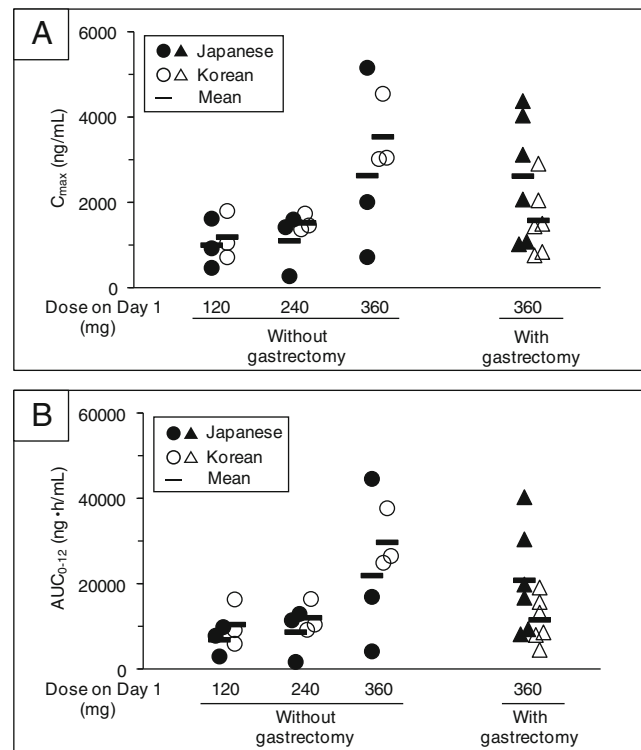 A
6000
4000
2000
0
C_max (ng/mL)
●▲ Japanese
○△ Korean
— Mean
Dose on Day 1
(mg)
120 240 360 360
Without
gastrectomy
With
gastrectomy
B
60000
40000
20000
0
AUC_0-12 (ng•h/mL)
●▲ Japanese
○△ Korean
— Mean
Dose on Day 1
(mg)
120 240 360 360
Without
gastrectomy
With
gastrectomy